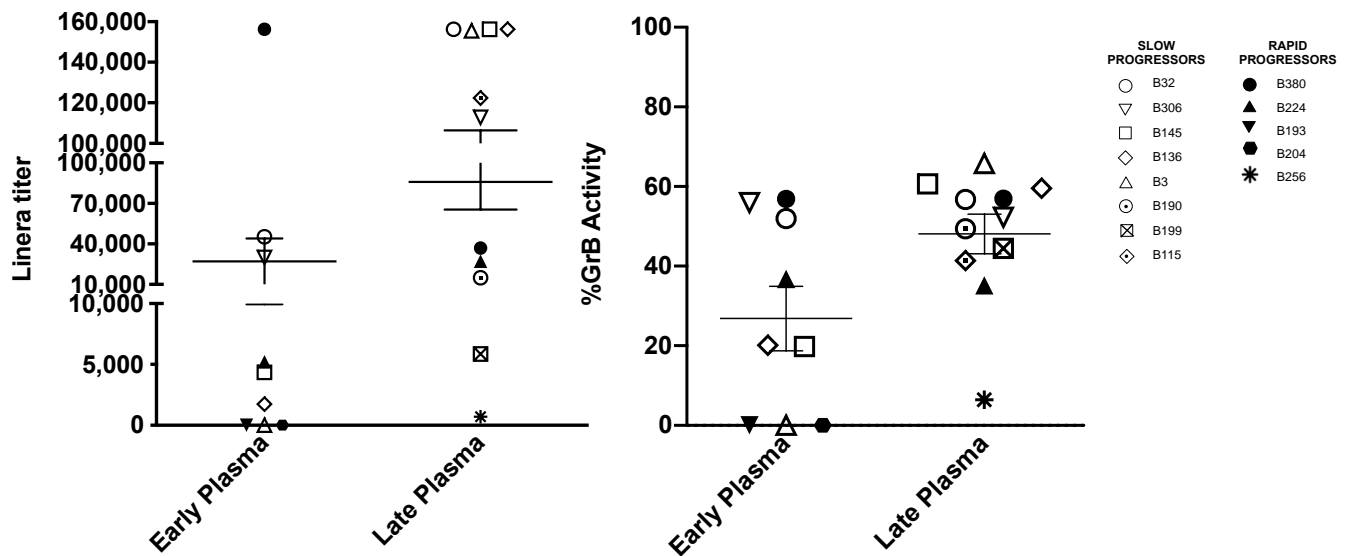 Linera titer
160,000
140,000
120,000
100,000
100,000
70,000
40,000
10,000
10,000
5,000
0
Early Plasma
Late Plasma
%GrB Activity
100
80
60
40
20
0
Early Plasma
Late Plasma
SLOW
PROGRESSORS
B32
B306
B145
B136
B3
B190
B199
B115
RAPID
PROGRESSORS
B380
B224
B193
B204
B256